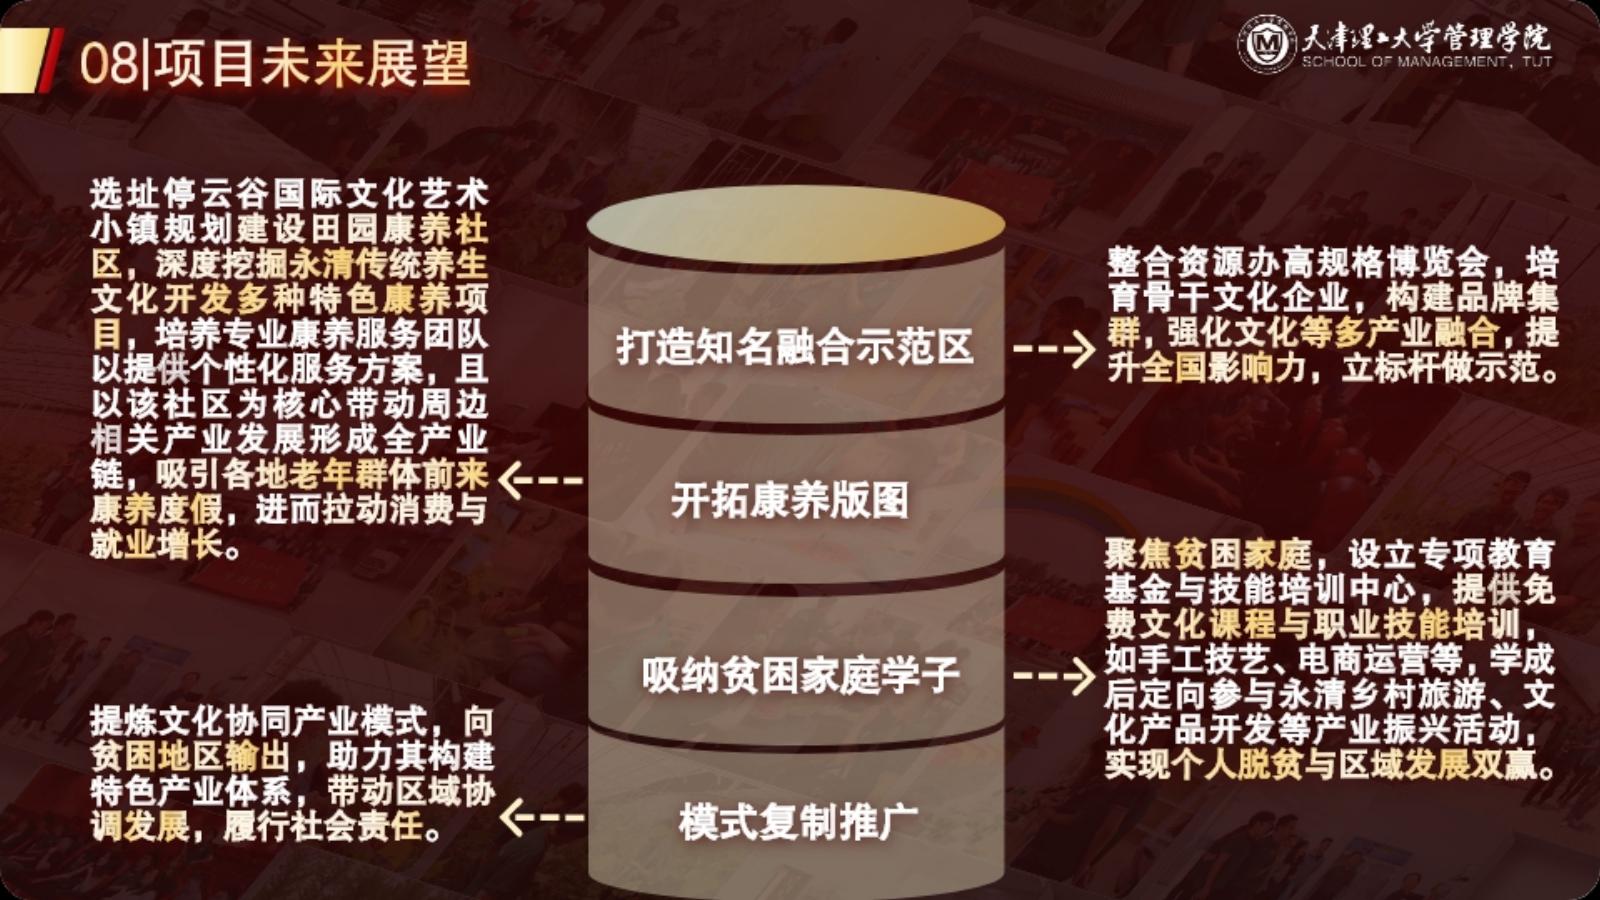 08|项目未来展望
天津理工大学管理学院
SCHOOL OF MANAGEMENT, TUT
选址停云谷国际文化艺术
小镇规划建设田园康养社
区，深度挖掘永清传统养生
文化开发多种特色康养项
目，培养专业康养服务团队
以提供个性化服务方案，且
以该社区为核心带动周边
相关产业发展形成全产业
链，吸引各地老年群体前来
康养度假，进而拉动消费与
就业增长。
提炼文化协同产业模式，向
贫困地区输出，助力其构建
特色产业体系，带动区域协
调发展，履行社会责任。
打造知名融合示范区
开拓康养版图
吸纳贫困家庭学子
模式复制推广
整合资源办高规格博览会，培
育骨干文化企业，构建品牌集
群，强化文化等多产业融合，提
升全国影响力，立标杆做示范。
聚焦贫困家庭，设立专项教育
基金与技能培训中心，提供免
费文化课程与职业技能培训，
如手工技艺、电商运营等，学成
后定向参与永清乡村旅游、文
化产品开发等产业振兴活动，
实现个人脱贫与区域发展双赢。